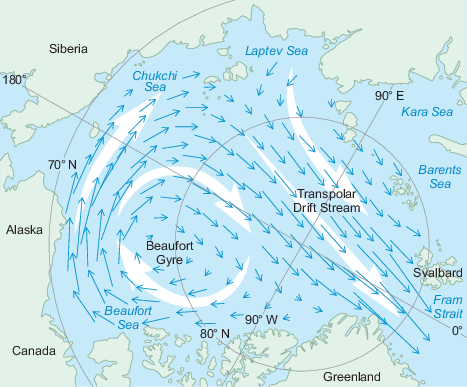 Siberia
Laptev Sea
180°
Chukchi
Sea
90° E
Kara Sea
70° N
Barents
Sea
Transpolar
Drift Stream
Alaska
Beaufort
Gyre
Svalbard
Fram
Strait
Beaufort
Sea
90° W
0°
80° N
Canada
Greenland